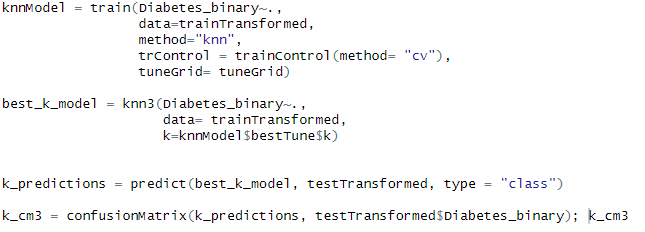 knnModel = train(Diabetes_binary~.,
data=trainTransformed,
method="knn",
trControl = trainControl(method= "cv"),
tuneGrid= tuneGrid)
best_k_model = knn3(Diabetes_binary~.,
data= trainTransformed,
k=knnModel$bestTune$k)
k_predictions = predict(best_k_model, testTransformed, type = "class")
k_cm3 = confusionMatrix(k_predictions, testTransformed$Diabetes_binary); k_cm3